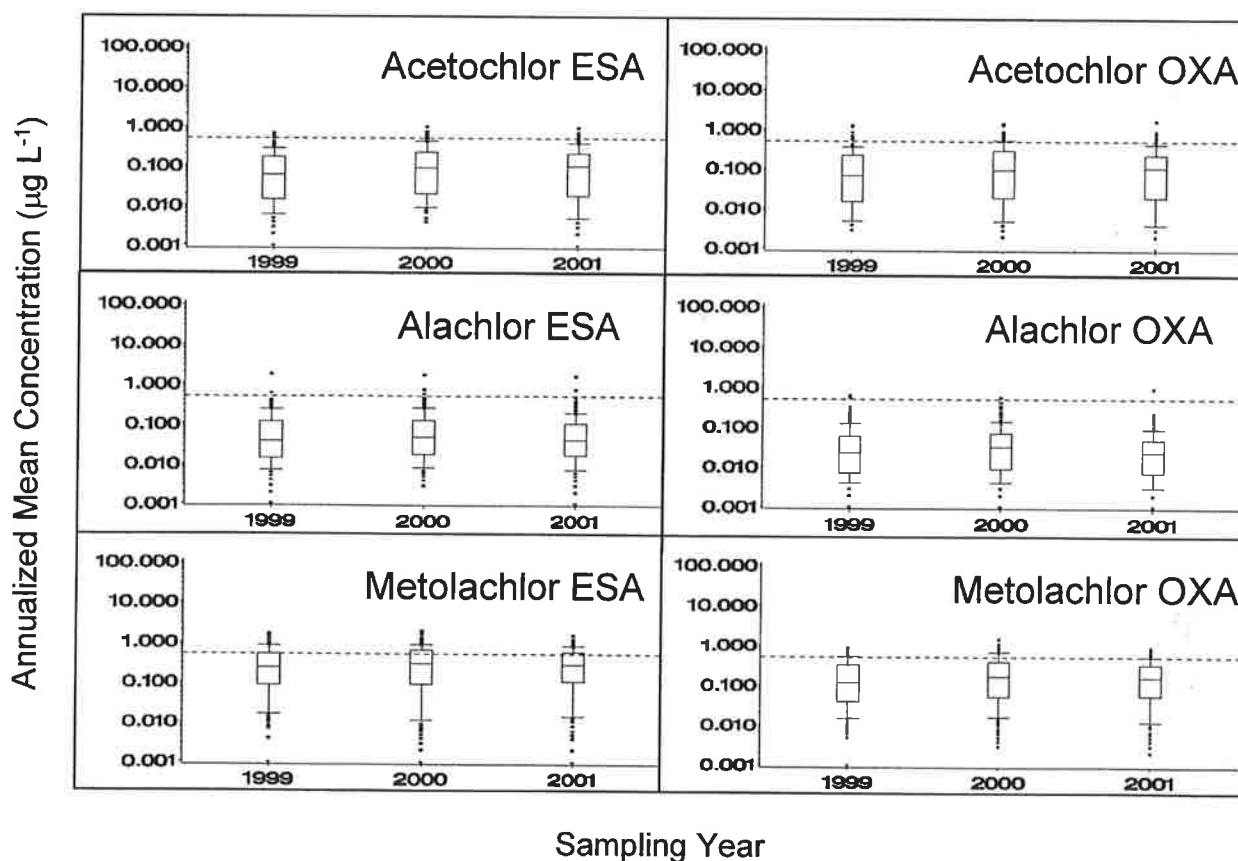 Annualized Mean Concentration (µg L-1)
Acetochlor ESA
100.000
10.000
1.000
0.100
0.010
0.001
1999 2000 2001
Acetochlor OXA
100.000
10.000
1.000
0.100
0.010
0.001
1999 2000 2001
Alachlor ESA
100.000
10.000
1.000
0.100
0.010
0.001
1999 2000 2001
Alachlor OXA
100.000
10.000
1.000
0.100
0.010
0.001
1999 2000 2001
Metolachlor ESA
100.000
10.000
1.000
0.100
0.010
0.001
1999 2000 2001
Metolachlor OXA
100.000
10.000
1.000
0.100
0.010
0.001
1999 2000 2001
Sampling Year